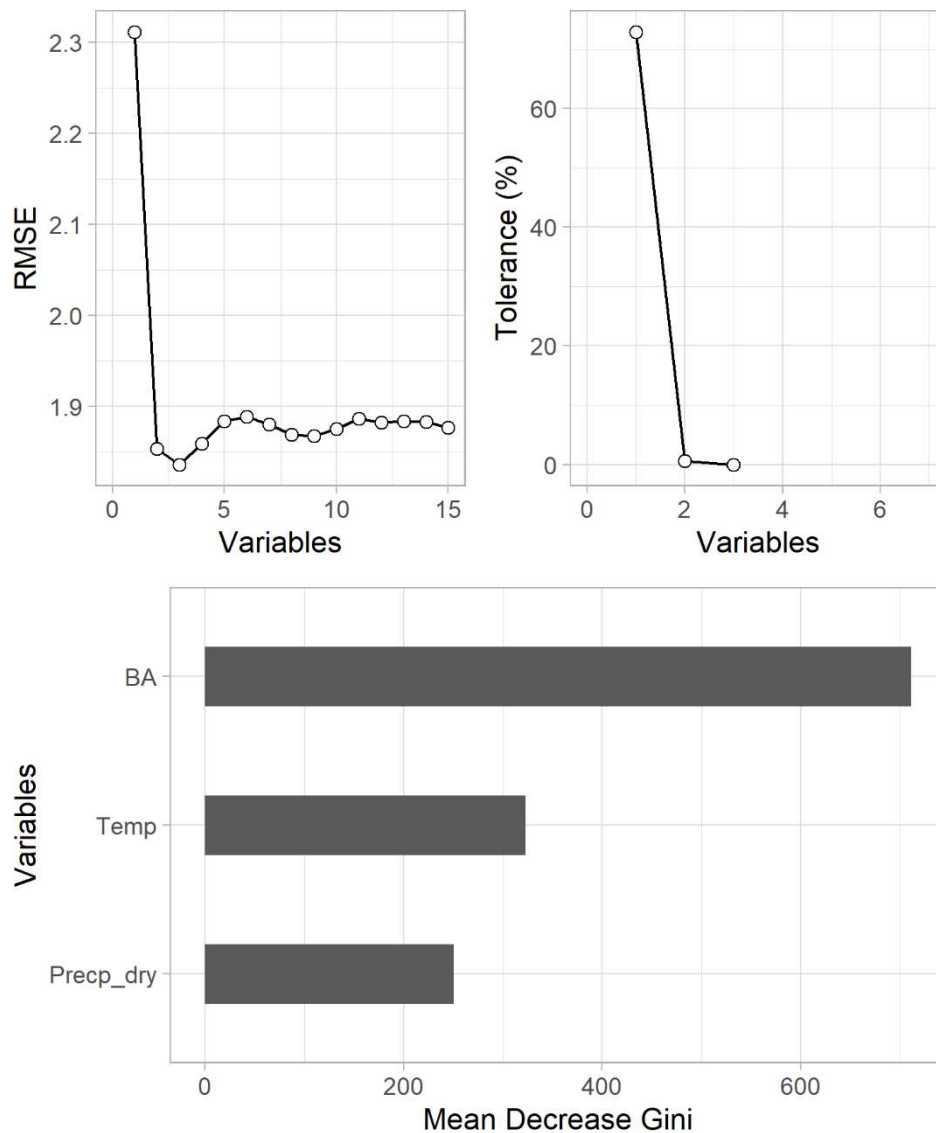 RMSE
2.3
2.2
2.1
2.0
1.9
0 5 10 15
Variables
Tolerance (%)
60
40
20
0
0 2 4 6
Variables
Variables
BA
Temp
Precp_dry
0 200 400 600
Mean Decrease Gini